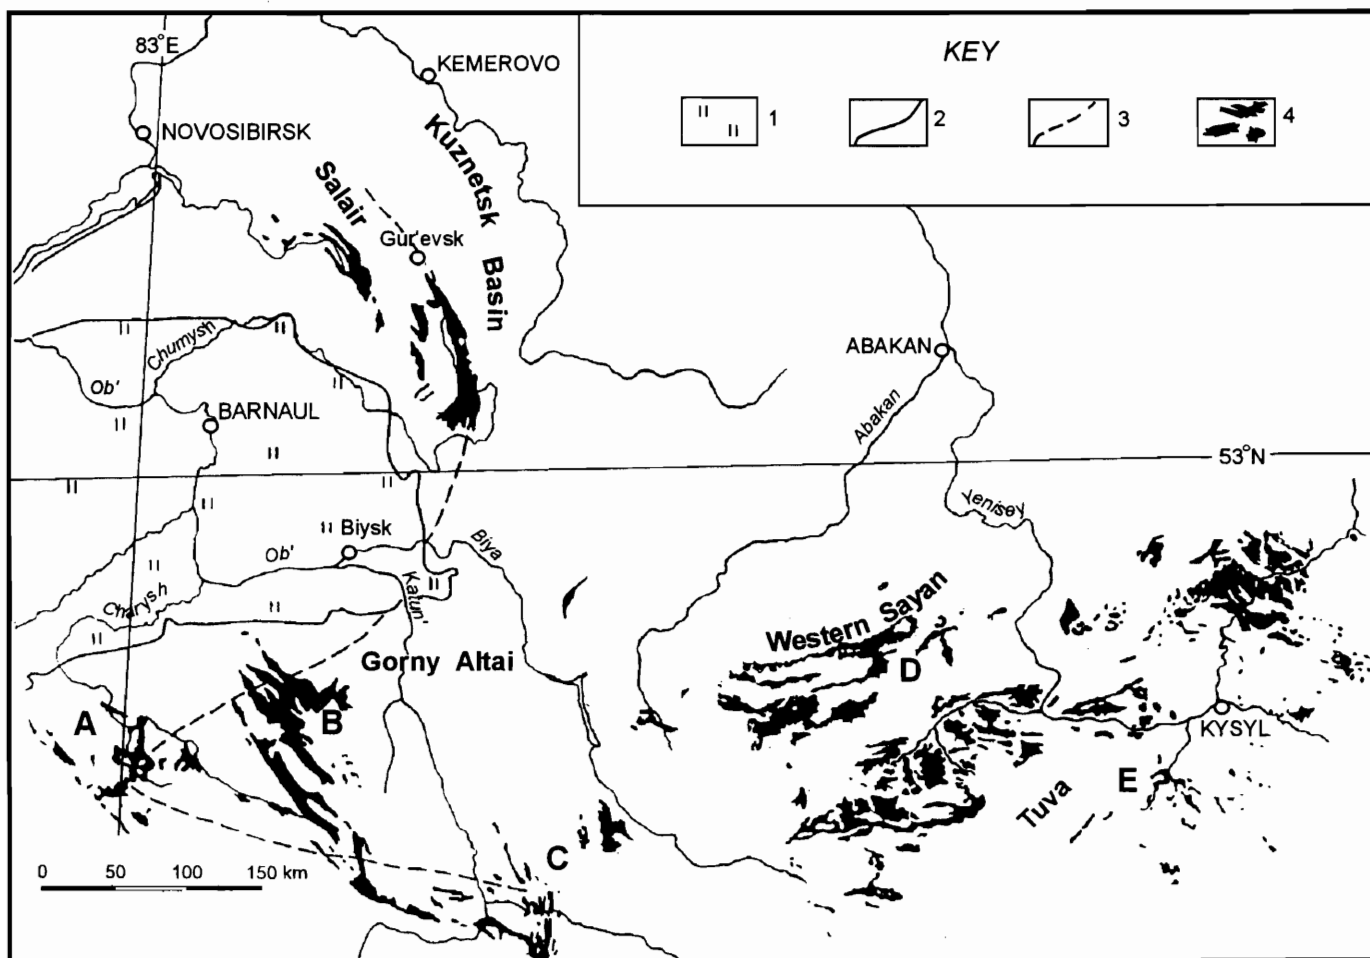 83°E
KEY
KEMEROVO
1
2
3
4
NOVOSIBIRSK
Kuznetsk Basin
Salair
Gur'evsk
Chumysh
ABAKAN
Ob'
BARNAUL
Abakan
53°N
Yenisey
Biysk
Biya
Ob'
Charysh
Katun'
Western Sayan
Gorny Altai
D
A
B
KYSYL
E
Tuva
C
0 50 100 150 km